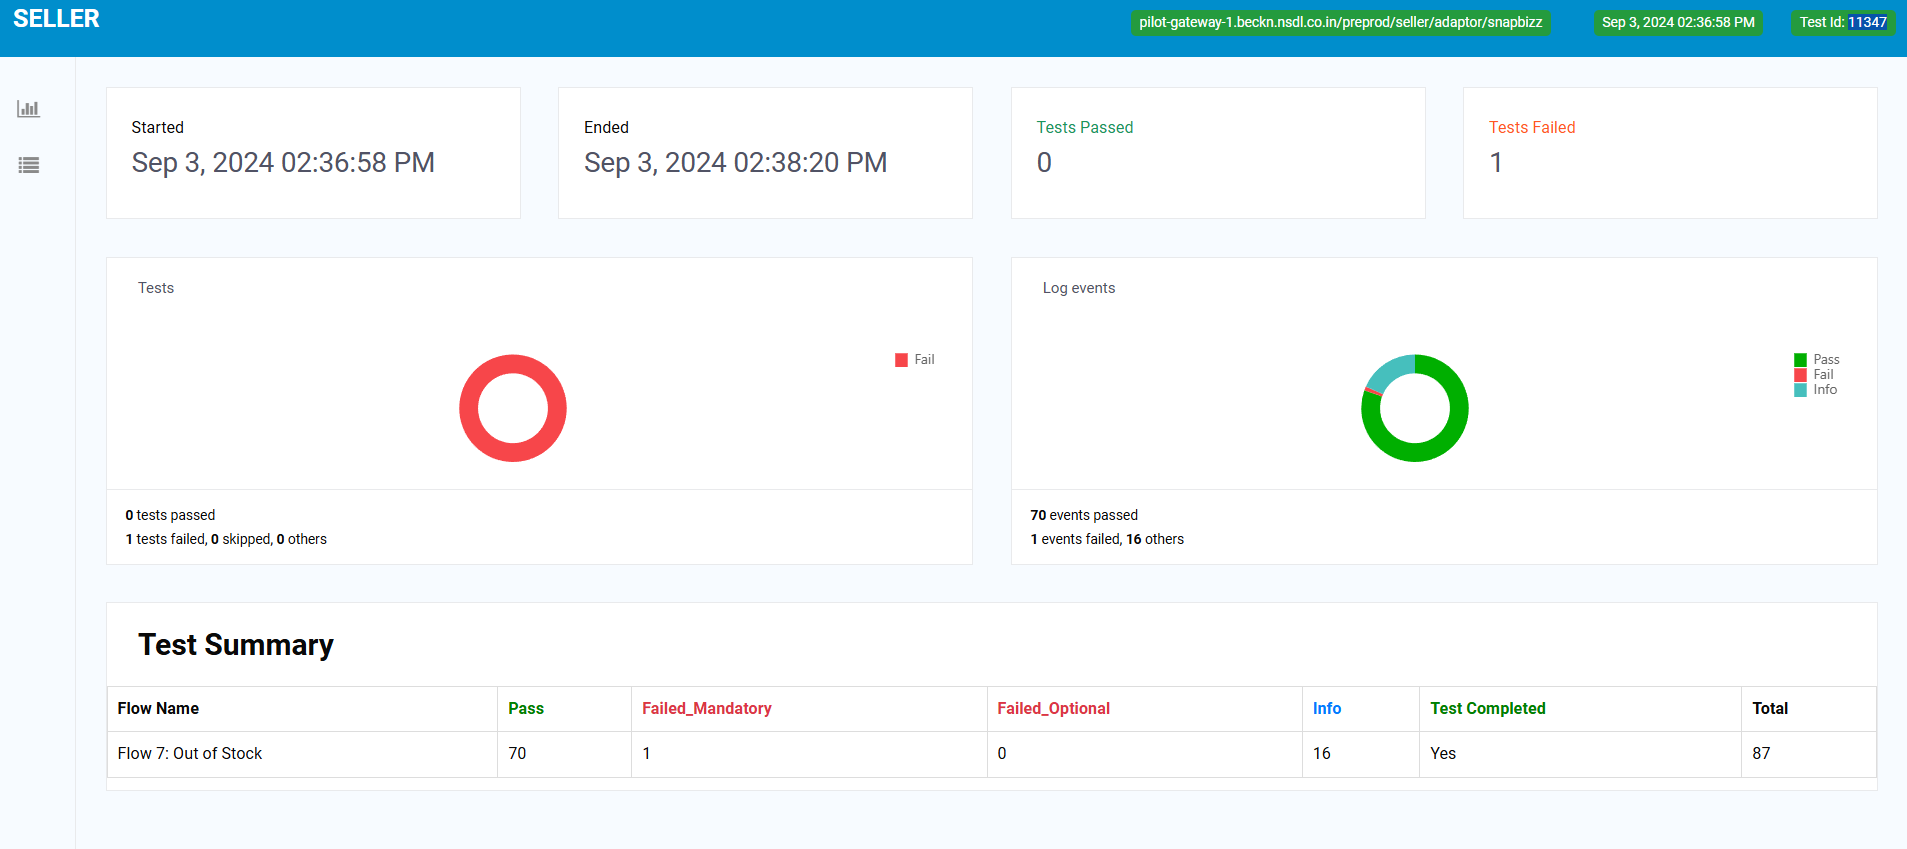 SELLER
pilot-gateway-1.beckn.nsdl.co.in/preprod/seller/adaptor/snapbizz
Sep 3, 2024 02:36:58 PM
Test Id: 11347
Started
Sep 3, 2024 02:36:58 PM
Ended
Sep 3, 2024 02:38:20 PM
Tests Passed
0
Tests Failed
1
Tests
Fail
0 tests passed
1 tests failed, 0 skipped, 0 others
Log events
Pass
Fail
Info
70 events passed
1 events failed, 16 others
Test Summary
Flow Name Pass Failed_Mandatory Failed_Optional Info Test Completed Total
Flow 7: Out of Stock 70 1 0 16 Yes 87